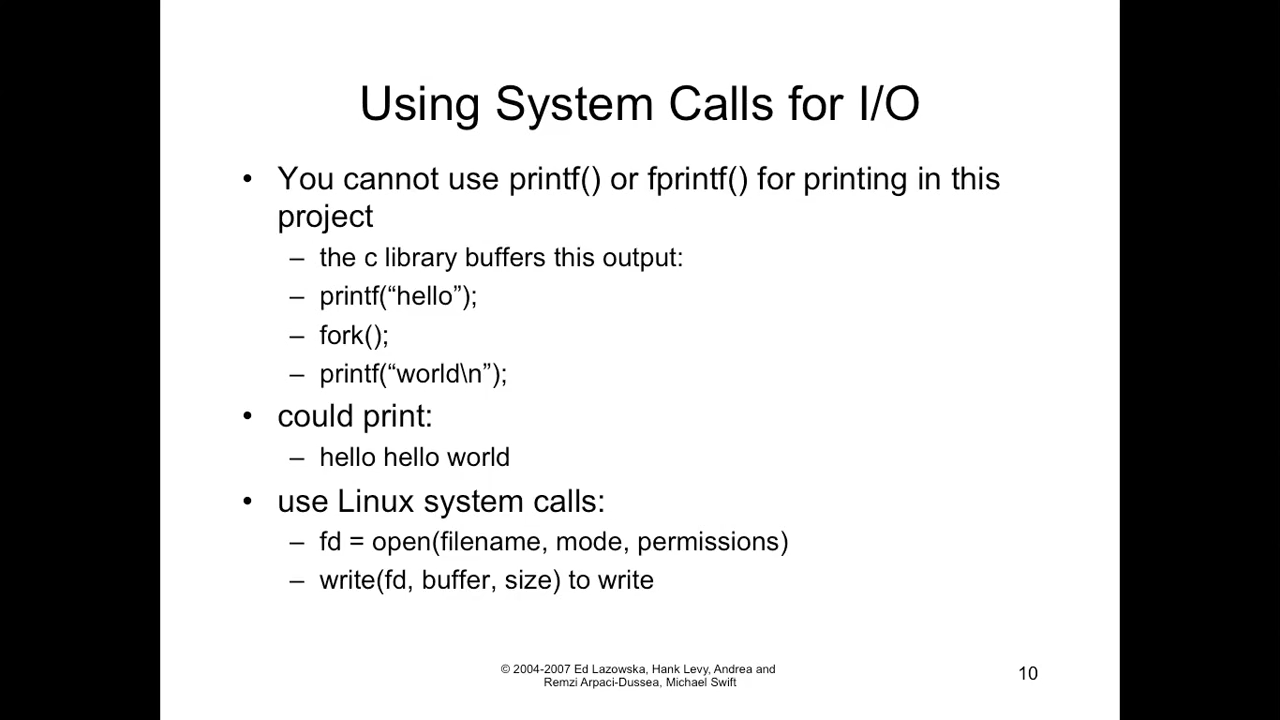 Using System Calls for I/O
• You cannot use printf() or fprintf() for printing in this
project
– the c library buffers this output:
– printf(“hello”);
– fork();
– printf(“world\n”);
• could print:
– hello hello world
• use Linux system calls:
– fd = open(filename, mode, permissions)
– write(fd, buffer, size) to write
© 2004-2007 Ed Lazowska, Hank Levy, Andrea and
Remzi Arpaci-Dussea, Michael Swift
10